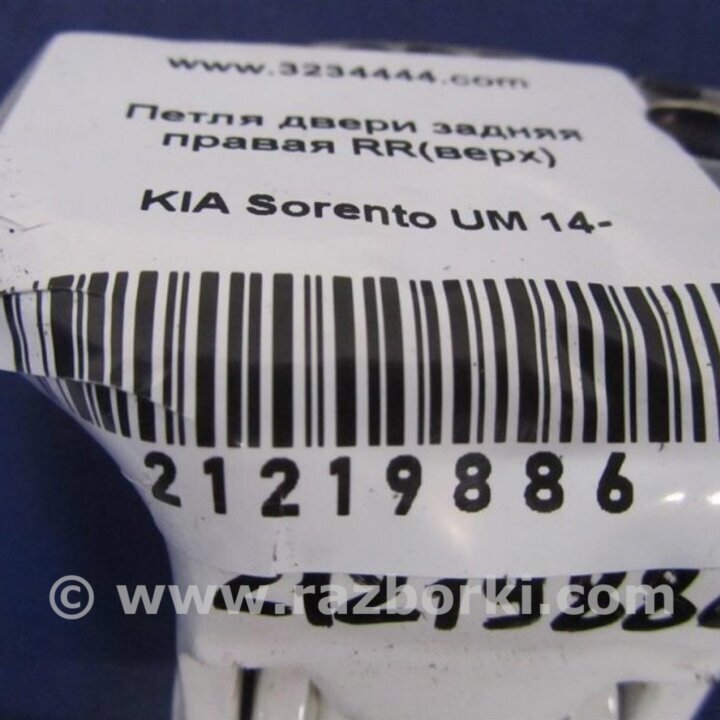 www.3234444.com
Петля двери задняя
правая RR(верх)
KIA Sorento UM 14-
21219886
© www.razborki.com